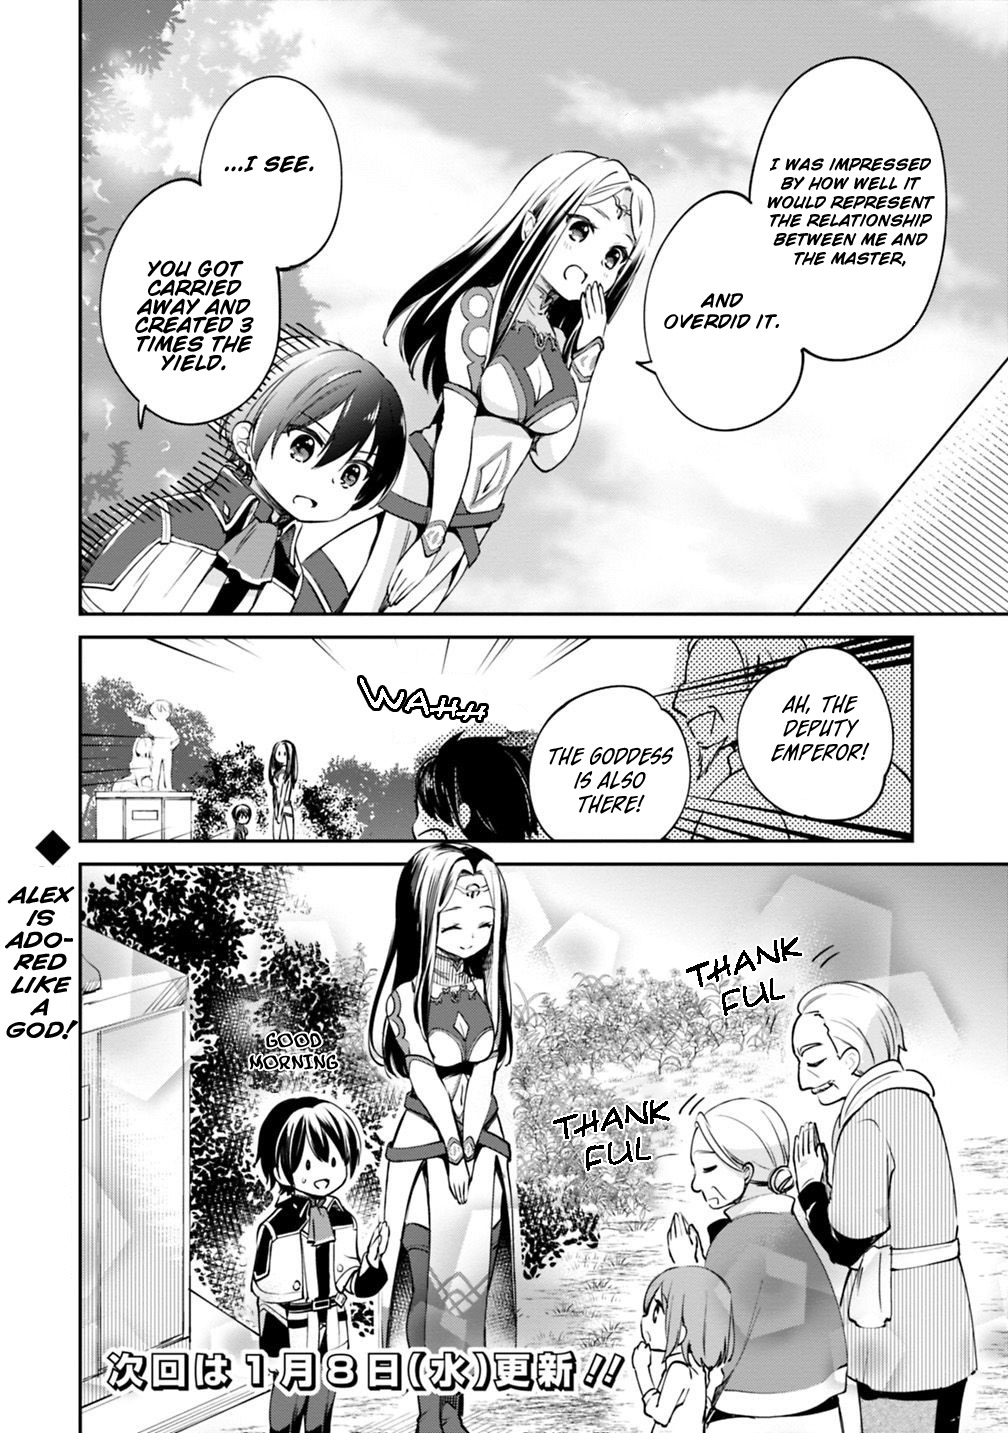 I WAS IMPRESSED
BY HOW WELL IT
WOULD REPRESENT
THE RELATIONSHIP
BETWEEN ME AND
THE MASTER,
AND
OVERDID IT.
...I SEE.
YOU GOT
CARRIED
AWAY AND
CREATED 3
TIMES THE
YIELD.
AH, THE
DEPUTY
EMPEROR!
THE GODDESS
IS ALSO
THERE!
WAHH
THANK
FUL
THANK
FUL
GOOD
MORNING
ALEX
IS
ADO-
RED
LIKE
A
GOD!
次回は1月8日(水)更新!!